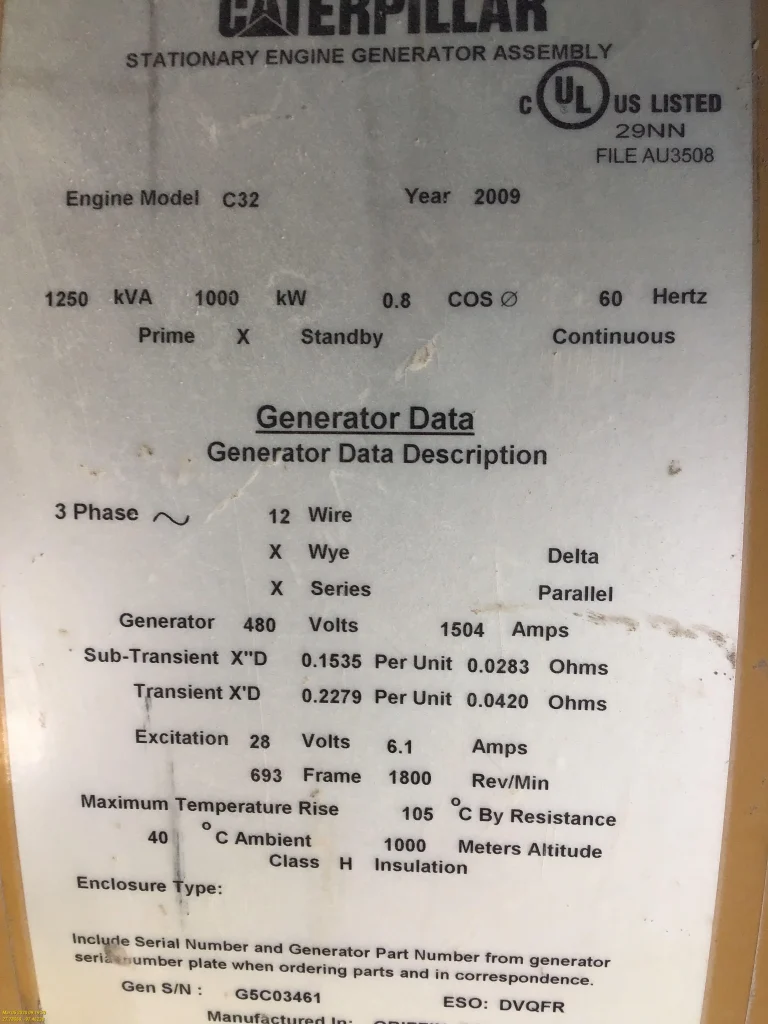 CATERPILLAR
STATIONARY ENGINE GENERATOR ASSEMBLY
C UL US LISTED
29NN
FILE AU3508
Engine Model C32 Year 2009
1250 kVA 1000 kW 0.8 COS Ø 60 Hertz
Prime X Standby Continuous
Generator Data
Generator Data Description
3 Phase ~ 12 Wire
X Wye Delta
X Series Parallel
Generator 480 Volts 1504 Amps
Sub-Transient X"D 0.1535 Per Unit 0.0283 Ohms
Transient X'D 0.2279 Per Unit 0.0420 Ohms
Excitation 28 Volts 6.1 Amps
693 Frame 1800 Rev/Min
Maximum Temperature Rise 105 °C By Resistance
40 °C Ambient 1000 Meters Altitude
Class H Insulation
Enclosure Type:
Include Serial Number and Generator Part Number from generator
serial number plate when ordering parts and in correspondence.
Gen S/N : G5C03461 ESO: DVQFR
Manufactured In: